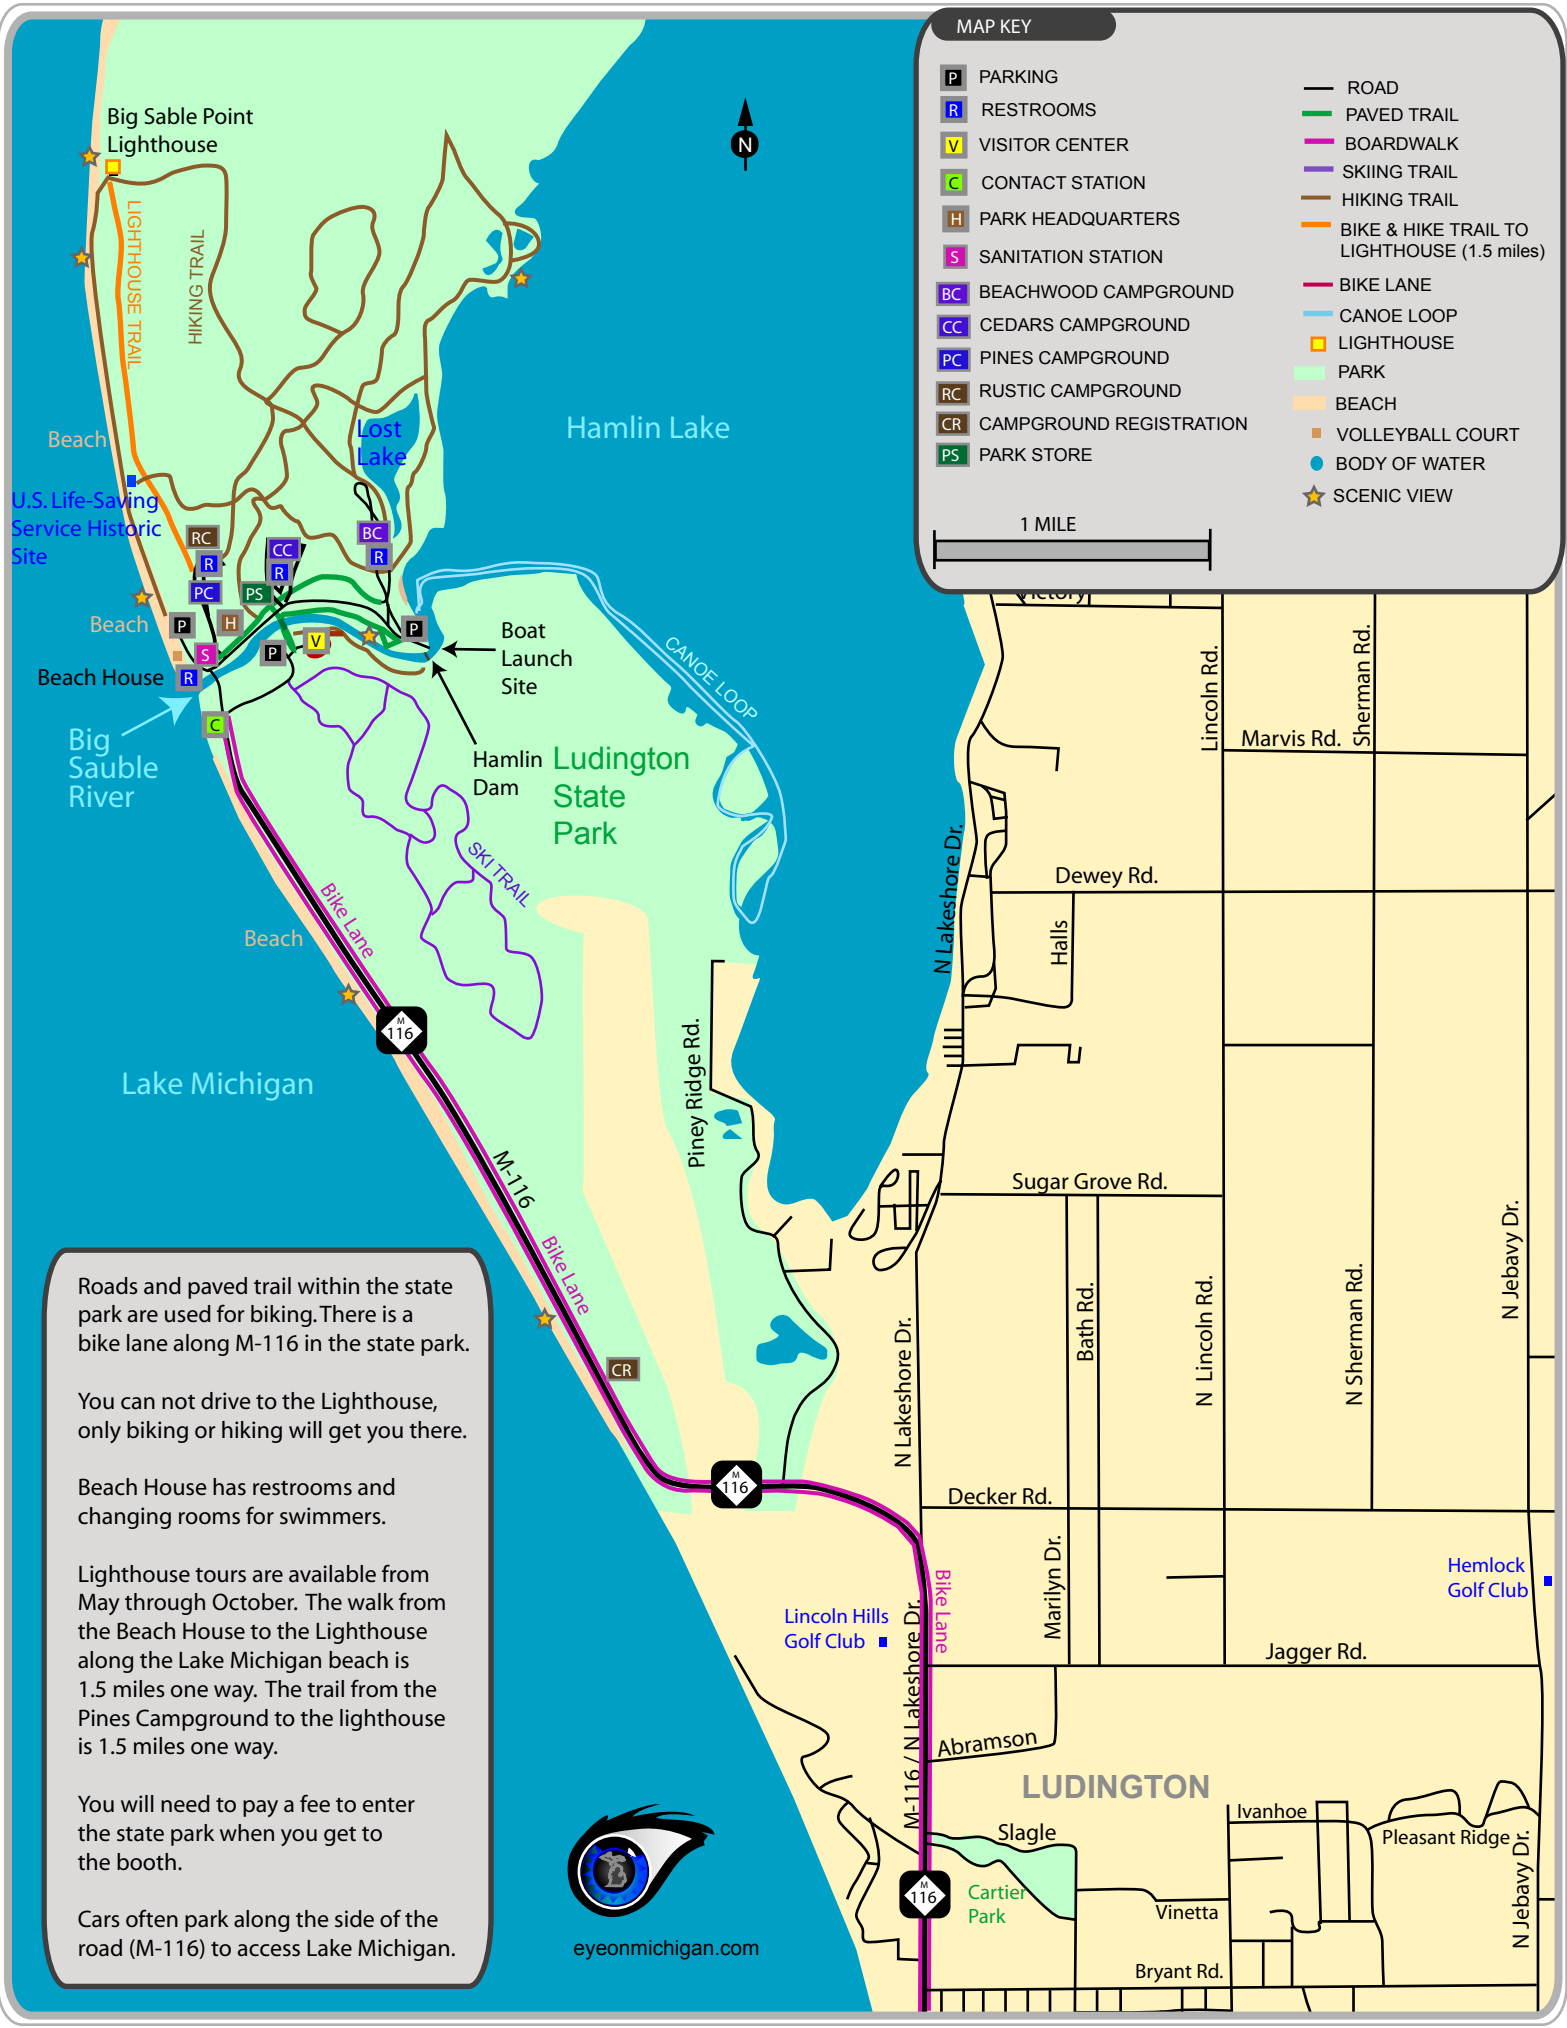 MAP KEY
P PARKING
R RESTROOMS
V VISITOR CENTER
C CONTACT STATION
H PARK HEADQUARTERS
S SANITATION STATION
BC BEACHWOOD CAMPGROUND
CC CEDARS CAMPGROUND
PC PINES CAMPGROUND
RC RUSTIC CAMPGROUND
CR CAMPGROUND REGISTRATION
PS PARK STORE
ROAD
PAVED TRAIL
BOARDWALK
SKIING TRAIL
HIKING TRAIL
BIKE & HIKE TRAIL TO
LIGHTHOUSE (1.5 miles)
BIKE LANE
CANOE LOOP
LIGHTHOUSE
PARK
BEACH
VOLLEYBALL COURT
BODY OF WATER
SCENIC VIEW
1 MILE
N
Big Sable Point
Lighthouse
LIGHTHOUSE TRAIL
HIKING TRAIL
Beach
Lost
Lake
Hamlin Lake
U.S. Life-Saving
Service Historic
Site
RC
R
PC
CC
R
BC
R
PS
P
H
S
P
V
P
R
C
Beach
Beach House
Boat
Launch
Site
CANOE LOOP
Big
Sauble
River
Hamlin
Dam
Ludington
State
Park
SKI TRAIL
Bike Lane
Beach
M
116
Lake Michigan
M-116
Bike Lane
CR
Piney Ridge Rd.
M
116
Victory
Lincoln Rd.
Sherman Rd.
Marvis Rd.
N Lakeshore Dr.
Dewey Rd.
Halls
Sugar Grove Rd.
N Lakeshore Dr.
Bath Rd.
N Lincoln Rd.
N Sherman Rd.
N Jebavy Dr.
Decker Rd.
Marilyn Dr.
Hemlock
Golf Club
Lincoln Hills
Golf Club
Bike Lane
M-116 / N Lakeshore Dr.
Jagger Rd.
Abramson
LUDINGTON
Slagle
Ivanhoe
Pleasant Ridge
N Jebavy Dr.
M
116
Cartier
Park
Vinetta
Bryant Rd.
Roads and paved trail within the state
park are used for biking. There is a
bike lane along M-116 in the state park.
You can not drive to the Lighthouse,
only biking or hiking will get you there.
Beach House has restrooms and
changing rooms for swimmers.
Lighthouse tours are available from
May through October. The walk from
the Beach House to the Lighthouse
along the Lake Michigan beach is
1.5 miles one way. The trail from the
Pines Campground to the lighthouse
is 1.5 miles one way.
You will need to pay a fee to enter
the state park when you get to
the booth.
Cars often park along the side of the
road (M-116) to access Lake Michigan.
eyeonmichigan.com